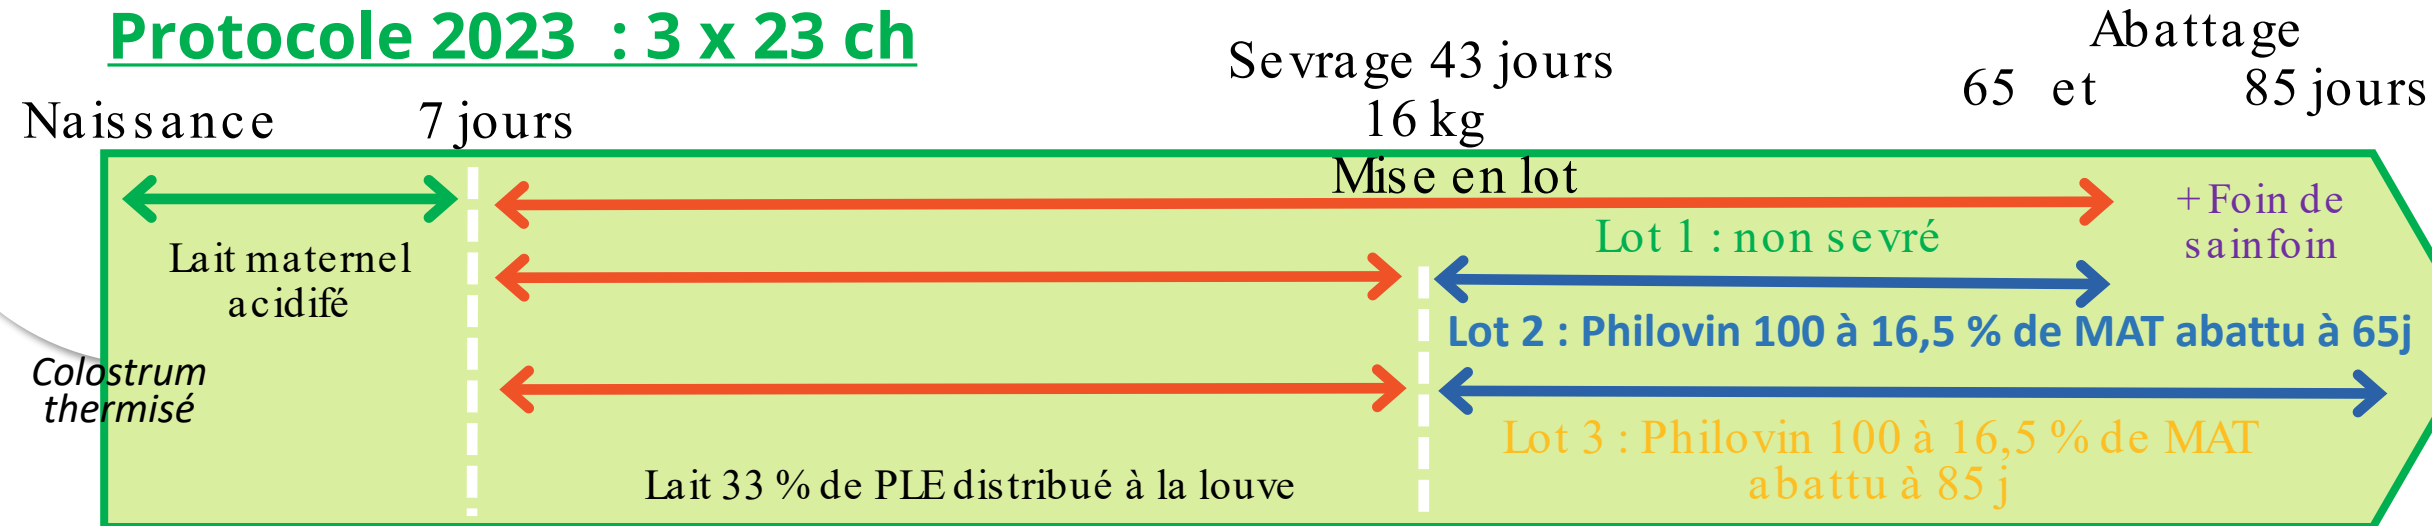 Protocole 2023 : 3 x 23 ch
Abattage
Sevrage 43 jours
65 et 85 jours
Naissance
7 jours
16 kg
Mise en lot
+ Foin de
sainfoin
Lot 1 : non sevré
Lait maternel
acidifé
Lot 2 : Philovin 100 à 16,5 % de MAT abattu à 65j
Colostrum
thermisé
Lot 3 : Philovin 100 à 16,5 % de MAT
abattu à 85 j
Lait 33 % de PLE distribué à la louve